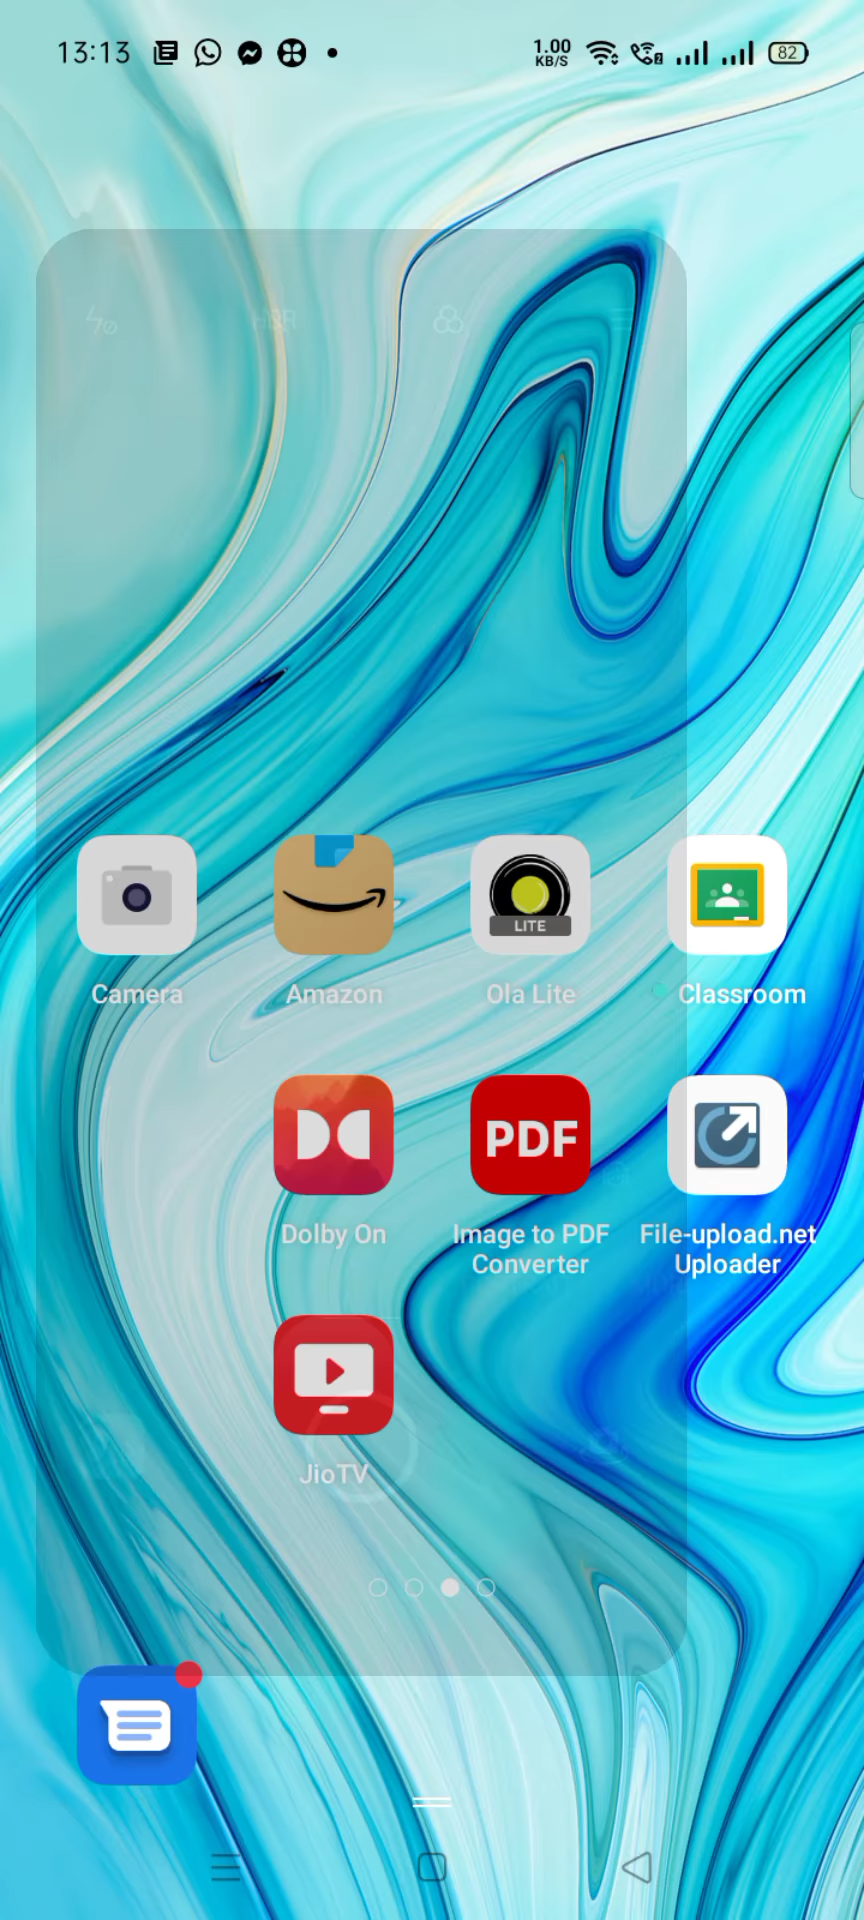 13:13
1.00
KB/S
82
LITE
Camera
Amazon
Ola Lite
Classroom
PDF
Dolby On
Image to PDF
Converter
File-upload.net
Uploader
JioTV